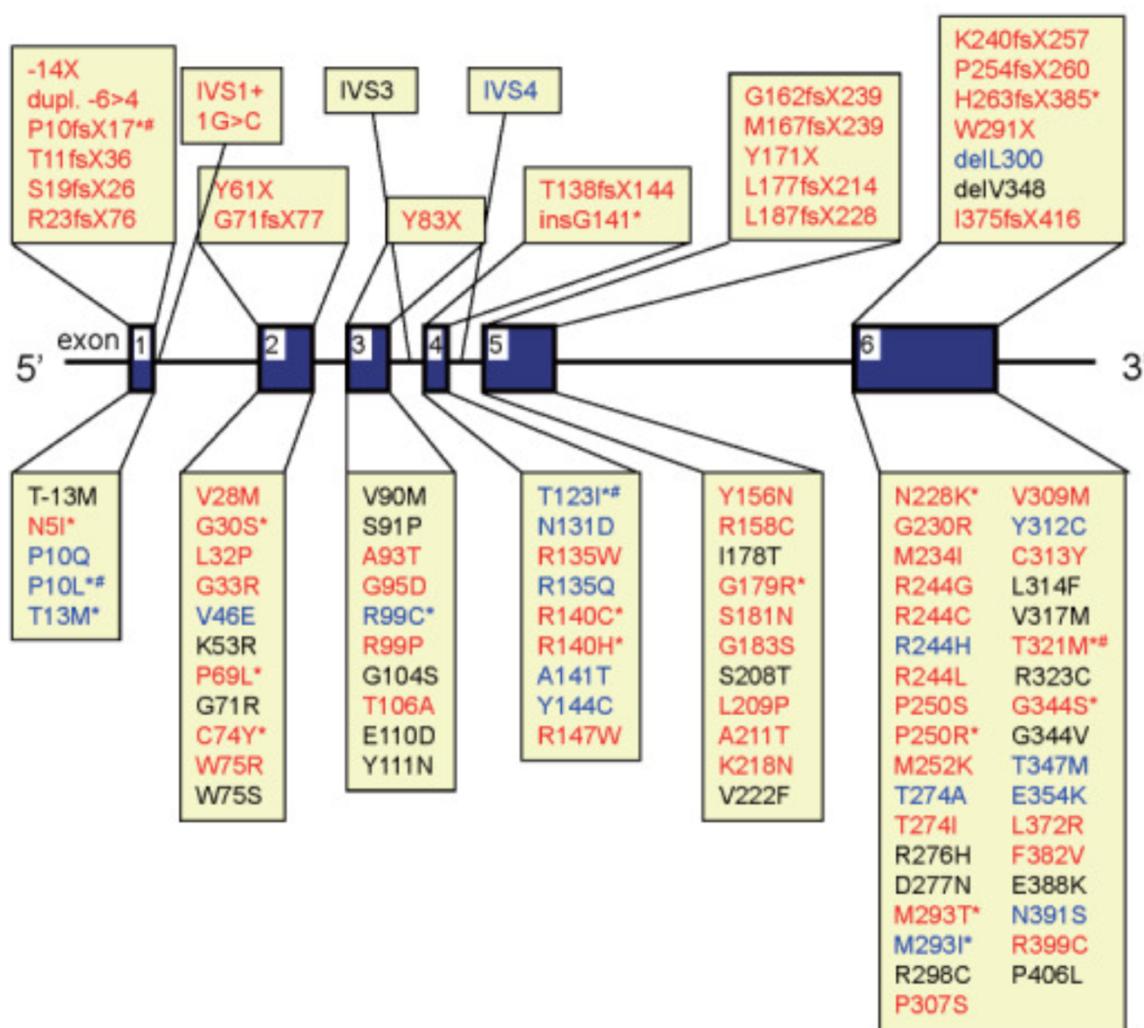 -14X
dupl. -6>4
P10fsX17*#
T11fsX36
S19fsX26
R23fsX76
IVS1+
1G>C
Y61X
G71fsX77
IVS3
Y83X
IVS4
T138fsX144
insG141*
G162fsX239
M167fsX239
Y171X
L177fsX214
L187fsX228
K240fsX257
P254fsX260
H263fsX385*
W291X
delL300
delV348
I375fsX416
5’ exon 1 2 3 4 5 6 3
T-13M
N5I*
P10Q
P10L*#
T13M*
V28M
G30S*
L32P
G33R
V46E
K53R
P69L*
G71R
C74Y*
W75R
W75S
V90M
S91P
A93T
G95D
R99C*
R99P
G104S
T106A
E110D
Y111N
T123I*#
N131D
R135W
R135Q
R140C*
R140H*
A141T
Y144C
R147W
Y156N
R158C
I178T
G179R*
S181N
G183S
S208T
L209P
A211T
K218N
V222F
N228K*
G230R
M234I
R244G
R244C
R244H
R244L
P250S
P250R*
M252K
T274A
T274I
R276H
D277N
M293T*
M293I*
R298C
P307S
V309M
Y312C
C313Y
L314F
V317M
T321M*#
R323C
G344S*
G344V
T347M
E354K
L372R
F382V
E388K
N391S
R399C
P406L